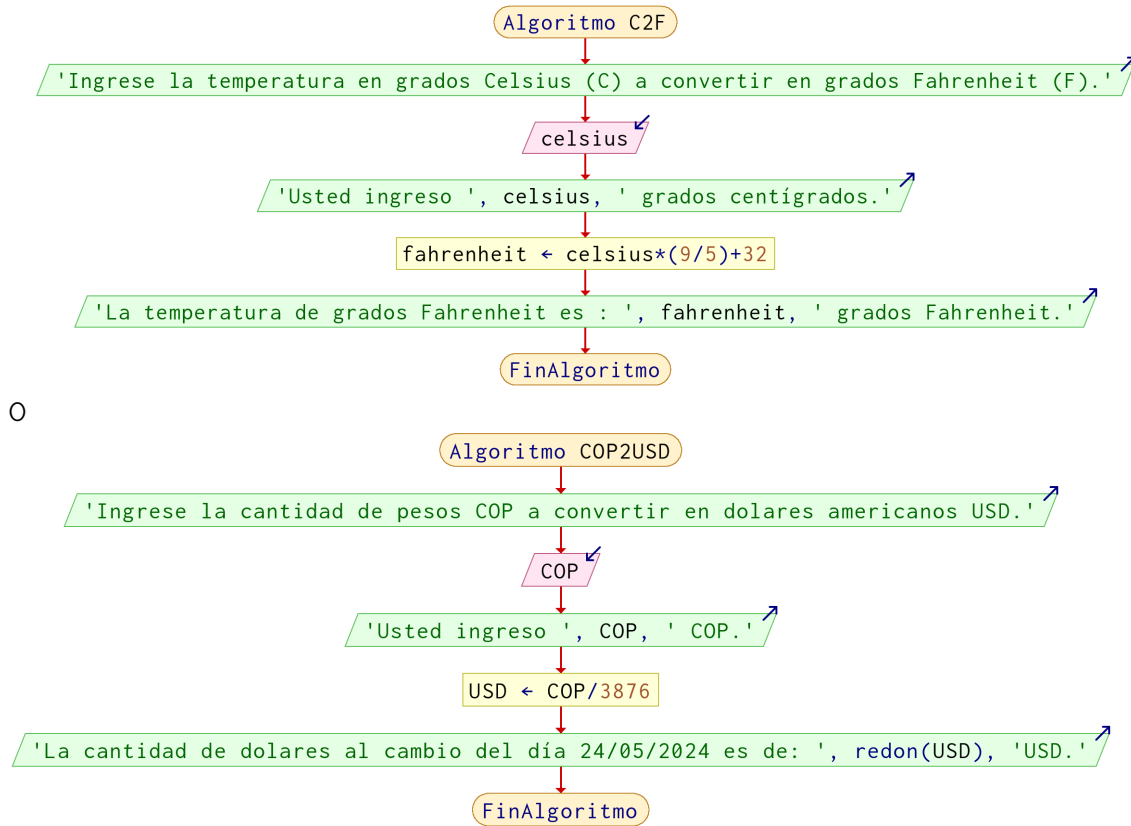 Algoritmo C2F
'Ingrese la temperatura en grados Celsius (C) a convertir en grados Fahrenheit (F).'
celsius
'Usted ingreso ', celsius, ' grados centígrados.'
fahrenheit ← celsius*(9/5)+32
'La temperatura de grados Fahrenheit es : ', fahrenheit, ' grados Fahrenheit.'
FinAlgoritmo
O
Algoritmo COP2USD
'Ingrese la cantidad de pesos COP a convertir en dolares americanos USD.'
COP
'Usted ingreso ', COP, ' COP.'
USD ← COP/3876
'La cantidad de dolares al cambio del día 24/05/2024 es de: ', redon(USD), 'USD.'
FinAlgoritmo